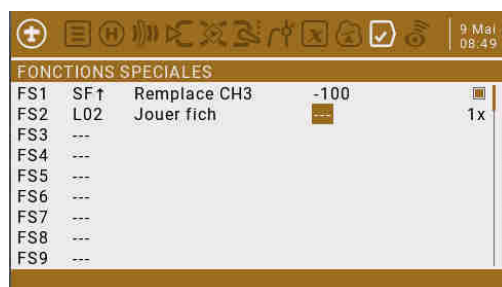 9 Mai
08:49
FONCTIONS SPECIALES
FS1 SF↑ Remplace CH3 -100
FS2 L02 Jouer fich --- 1x
FS3 ---
FS4 ---
FS5 ---
FS6 ---
FS7 ---
FS8 ---
FS9 ---